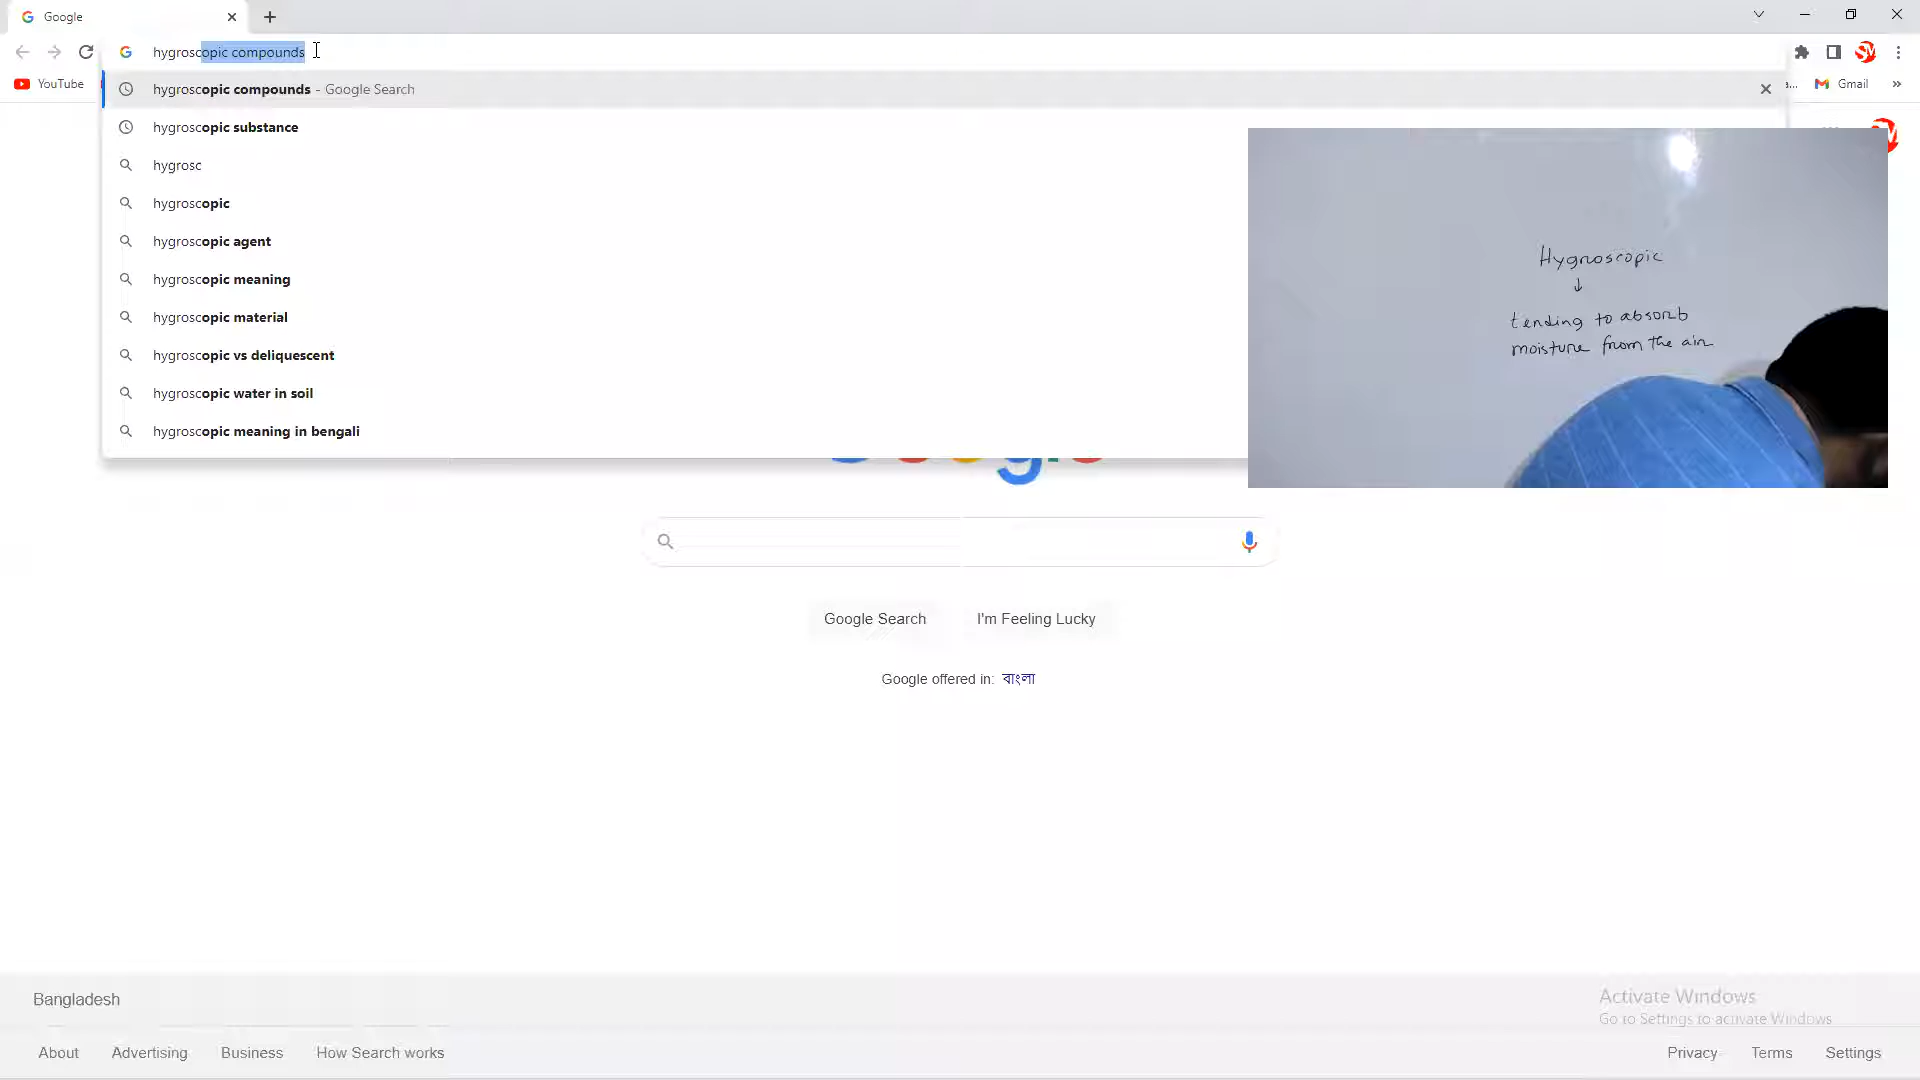 Google
hygroscopic compounds
YouTube
a...
Gmail
»
hygroscopic compounds - Google Search
hygroscopic substance
hygrosc
hygroscopic
hygroscopic agent
hygroscopic meaning
hygroscopic material
hygroscopic vs deliquescent
hygroscopic water in soil
hygroscopic meaning in bengali
Hygroscopic
↓
tending to absorb
moisture from the air
Google Search
I'm Feeling Lucky
Google offered in: বাংলা
Bangladesh
Activate Windows
Go to Settings to activate Windows
About
Advertising
Business
How Search works
Privacy
Terms
Settings